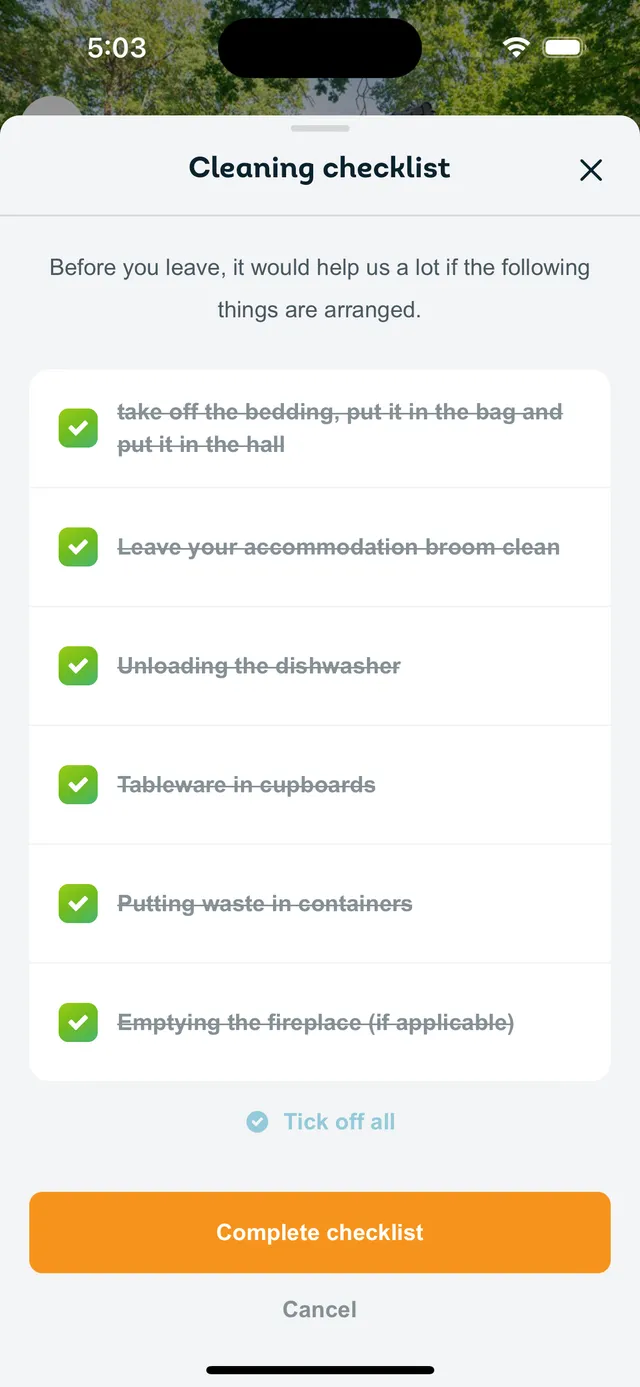 5:03
Cleaning checklist
Before you leave, it would help us a lot if the following
things are arranged.
take off the bedding, put it in the bag and
put it in the hall
Leave your accommodation broom clean
Unloading the dishwasher
Tableware in cupboards
Putting waste in containers
Emptying the fireplace (if applicable)
Tick off all
Complete checklist
Cancel